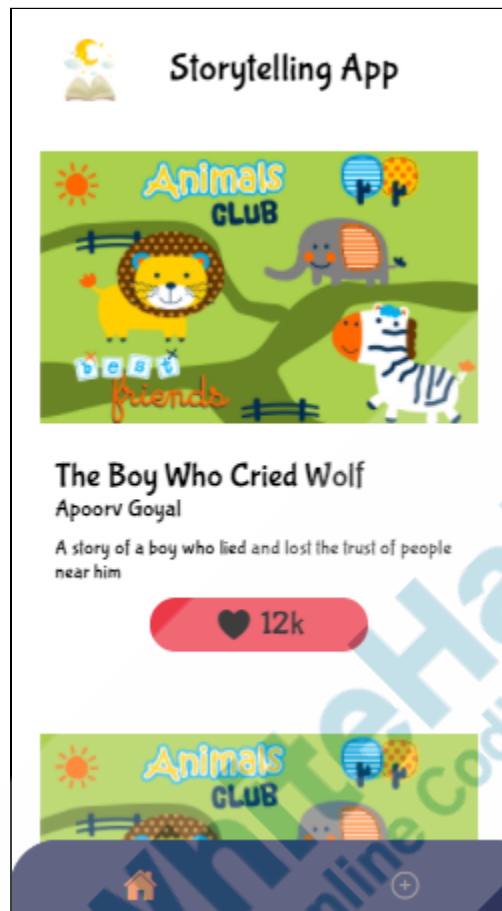 Storytelling App
Animals
CLUB
best
friends
The Boy Who Cried Wolf
Apoorv Goyal
A story of a boy who lied and lost the trust of people
near him
12k
Animals
CLUB